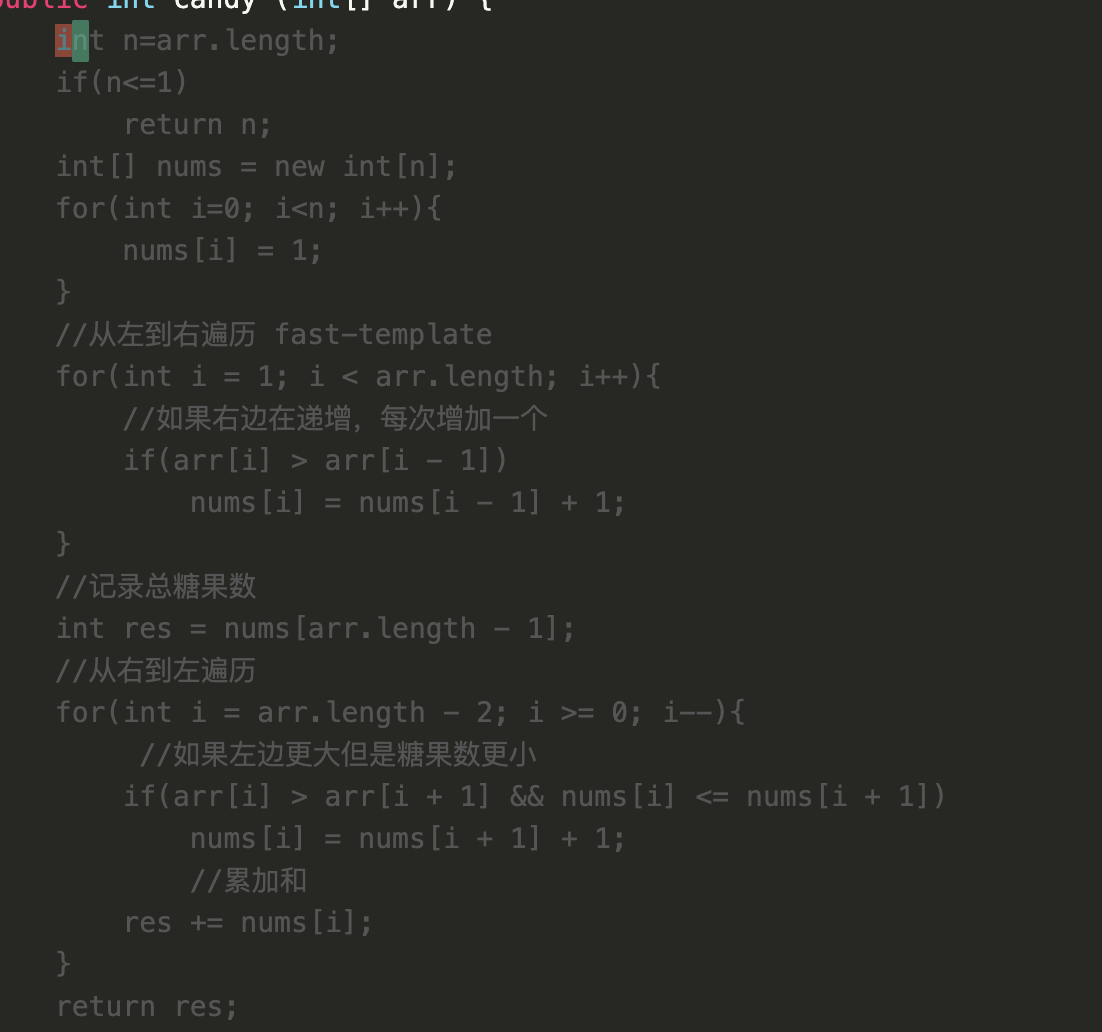 public int candy (int[] arr) {
int n=arr.length;
if(n<=1)
return n;
int[] nums = new int[n];
for(int i=0; i<n; i++){
nums[i] = 1;
}
//从左到右遍历 fast-template
for(int i = 1; i < arr.length; i++){
//如果右边在递增，每次增加一个
if(arr[i] > arr[i - 1])
nums[i] = nums[i - 1] + 1;
}
//记录总糖果数
int res = nums[arr.length - 1];
//从右到左遍历
for(int i = arr.length - 2; i >= 0; i--){
//如果左边更大但是糖果数更小
if(arr[i] > arr[i + 1] && nums[i] <= nums[i + 1])
nums[i] = nums[i + 1] + 1;
//累加和
res += nums[i];
}
return res;